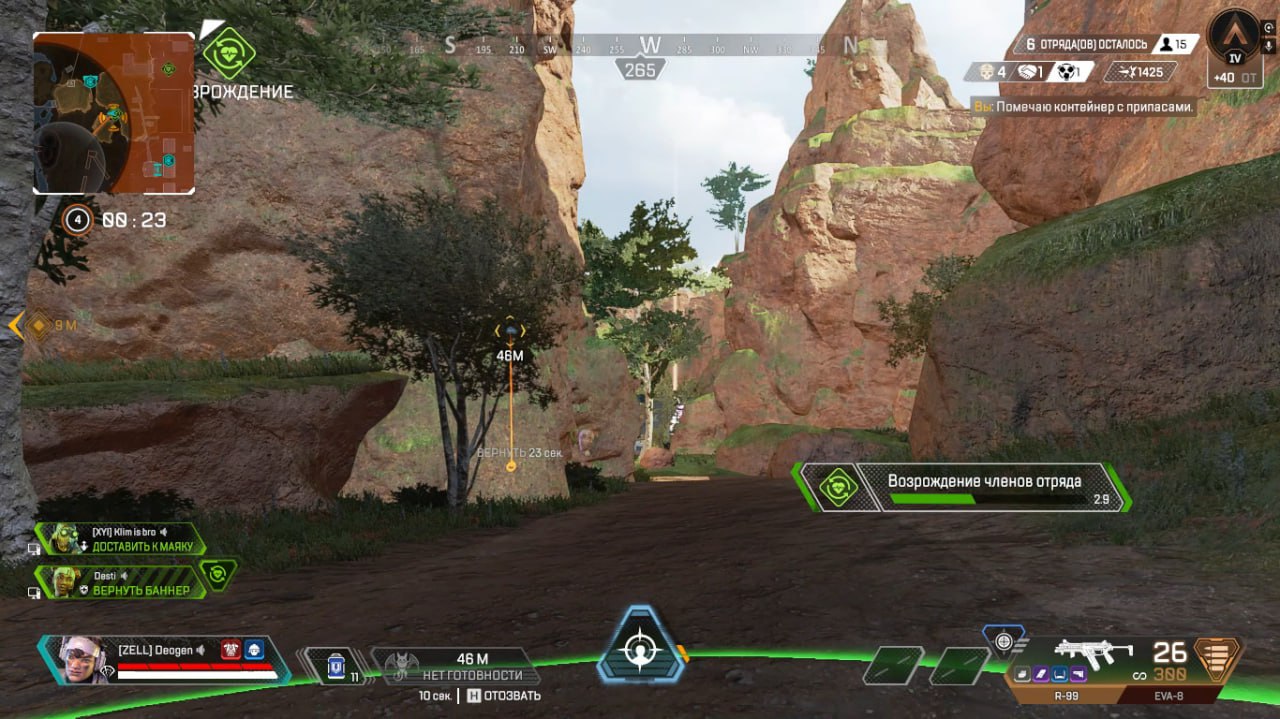 ЗРОЖДЕНИЕ
S 195 210 SW 240 255 W 285 300 NW 330 345 N
265
6 ОТРЯДА(ОВ) ОСТАЛОСЬ 15
4 1 1 1425
IV
+40 ОТ
Вы: Помечаю контейнер с припасами.
4 00:23
9 М
46М
ВЕРНУТЬ 23 сек.
Возрождение членов отряда
2.9
[XYI] Klim is bro
ДОСТАВИТЬ К МАЯКУ
Desti
ВЕРНУТЬ БАННЕР
[ZELL] Deogen
11
46 М
НЕТ ГОТОВНОСТИ
10 сек. H ОТОЗВАТЬ
26
∞ 300
R-99 EVA-8